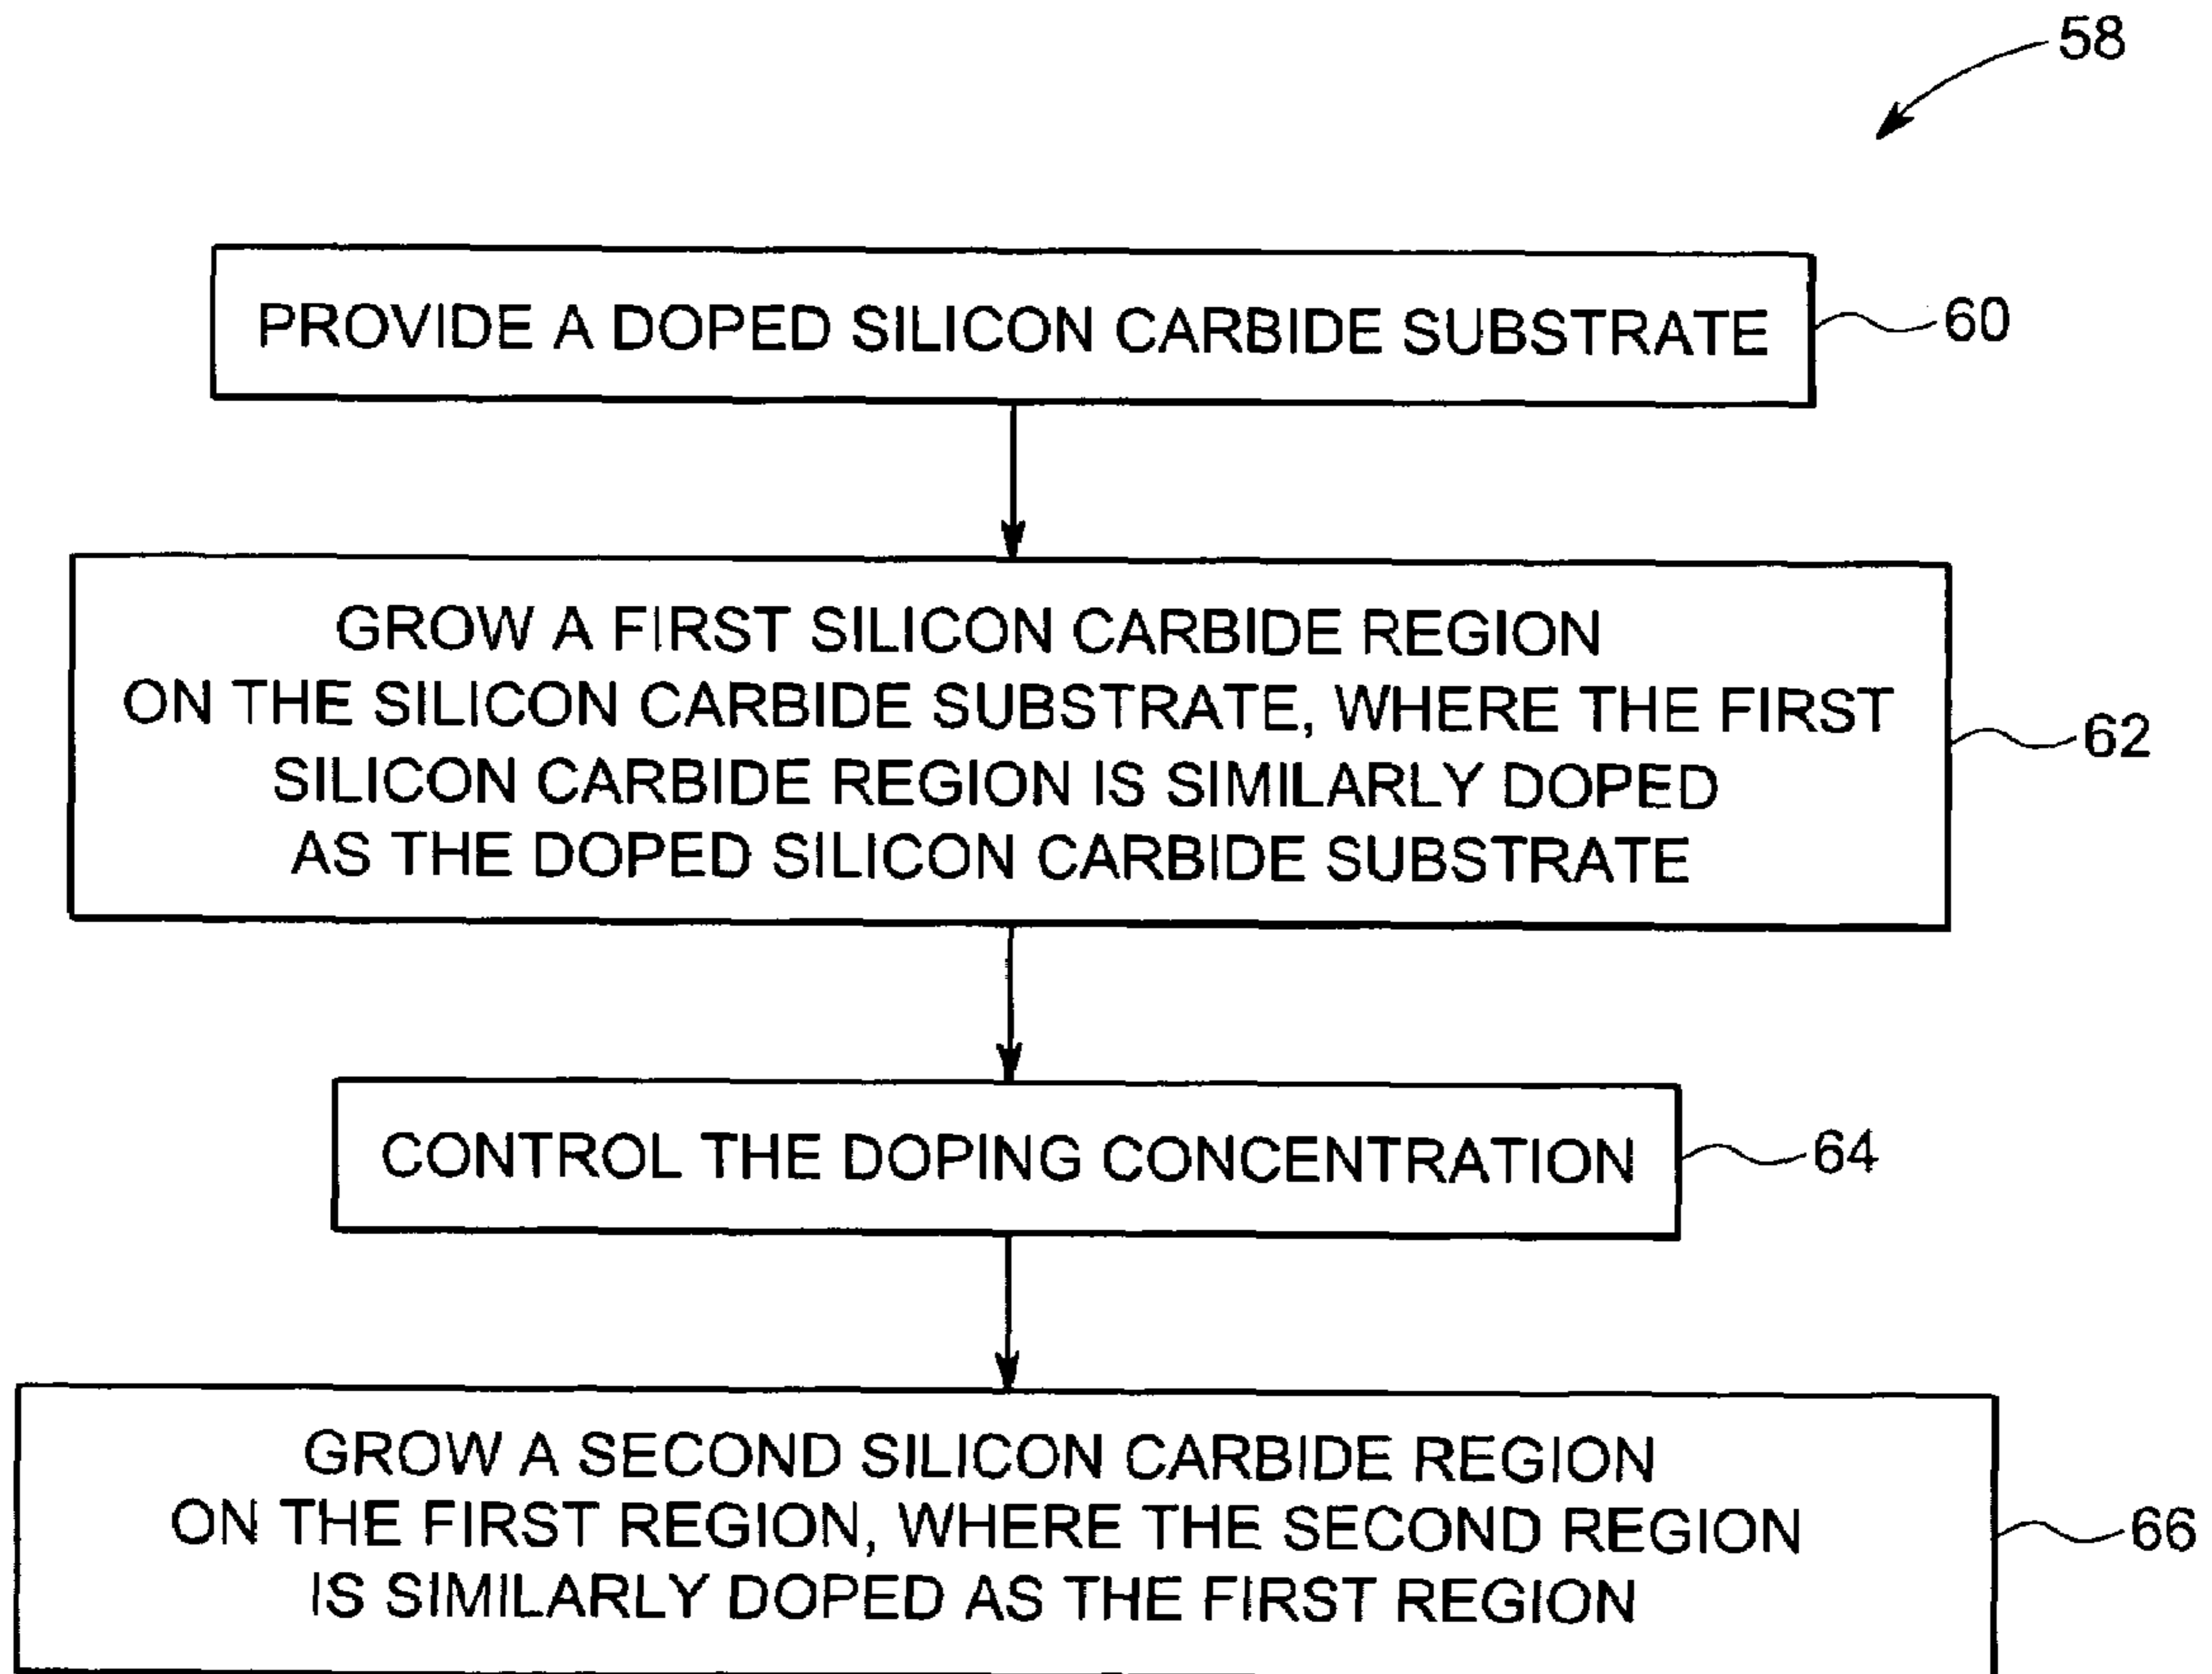 58
PROVIDE A DOPED SILICON CARBIDE SUBSTRATE
60
GROW A FIRST SILICON CARBIDE REGION
ON THE SILICON CARBIDE SUBSTRATE, WHERE THE FIRST
SILICON CARBIDE REGION IS SIMILARLY DOPED
AS THE DOPED SILICON CARBIDE SUBSTRATE
62
CONTROL THE DOPING CONCENTRATION
64
GROW A SECOND SILICON CARBIDE REGION
ON THE FIRST REGION, WHERE THE SECOND REGION
IS SIMILARLY DOPED AS THE FIRST REGION
66